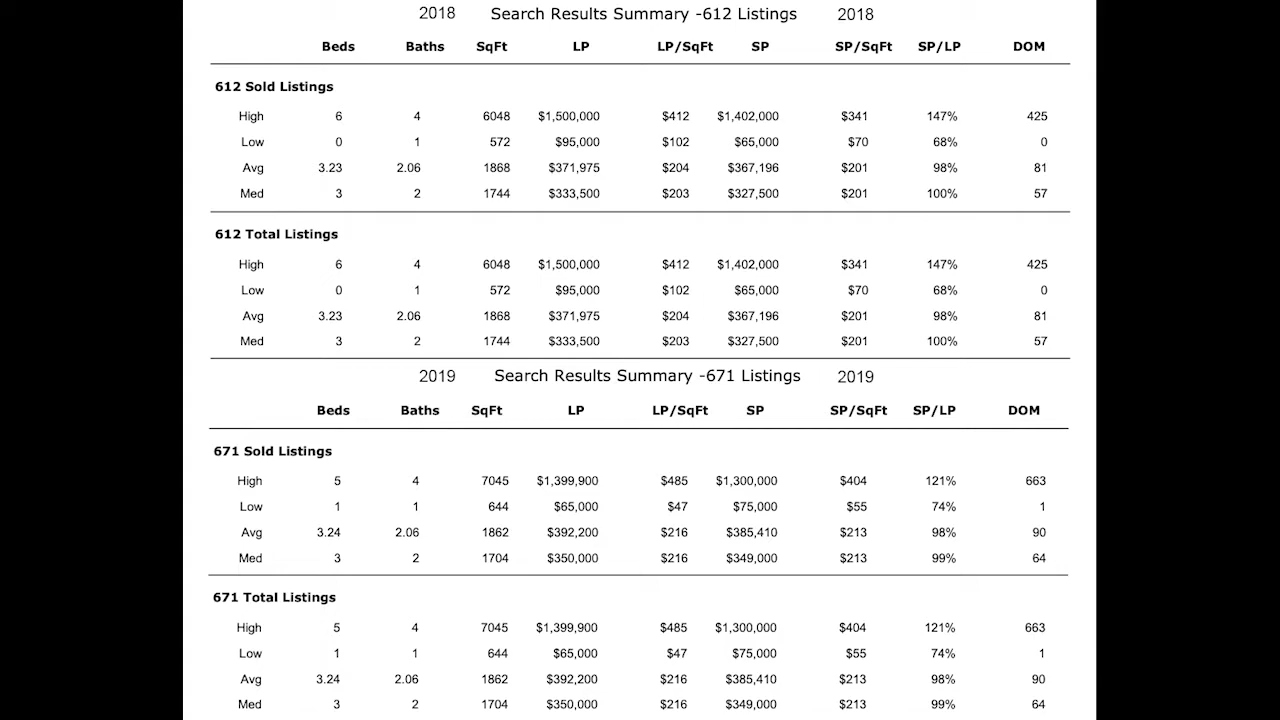 2018 Search Results Summary -612 Listings 2018
Beds Baths SqFt LP LP/SqFt SP SP/SqFt SP/LP DOM
612 Sold Listings
High 6 4 6048 $1,500,000 $412 $1,402,000 $341 147% 425
Low 0 1 572 $95,000 $102 $65,000 $70 68% 0
Avg 3.23 2.06 1868 $371,975 $204 $367,196 $201 98% 81
Med 3 2 1744 $333,500 $203 $327,500 $201 100% 57
612 Total Listings
High 6 4 6048 $1,500,000 $412 $1,402,000 $341 147% 425
Low 0 1 572 $95,000 $102 $65,000 $70 68% 0
Avg 3.23 2.06 1868 $371,975 $204 $367,196 $201 98% 81
Med 3 2 1744 $333,500 $203 $327,500 $201 100% 57
2019 Search Results Summary -671 Listings 2019
Beds Baths SqFt LP LP/SqFt SP SP/SqFt SP/LP DOM
671 Sold Listings
High 5 4 7045 $1,399,900 $485 $1,300,000 $404 121% 663
Low 1 1 644 $65,000 $47 $75,000 $55 74% 1
Avg 3.24 2.06 1862 $392,200 $216 $385,410 $213 98% 90
Med 3 2 1704 $350,000 $216 $349,000 $213 99% 64
671 Total Listings
High 5 4 7045 $1,399,900 $485 $1,300,000 $404 121% 663
Low 1 1 644 $65,000 $47 $75,000 $55 74% 1
Avg 3.24 2.06 1862 $392,200 $216 $385,410 $213 98% 90
Med 3 2 1704 $350,000 $216 $349,000 $213 99% 64